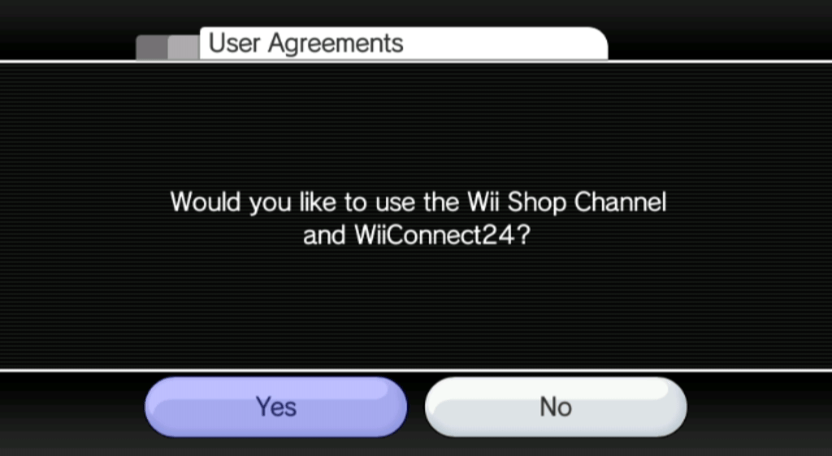 User Agreements
Would you like to use the Wii Shop Channel
and WiiConnect24?
Yes
No